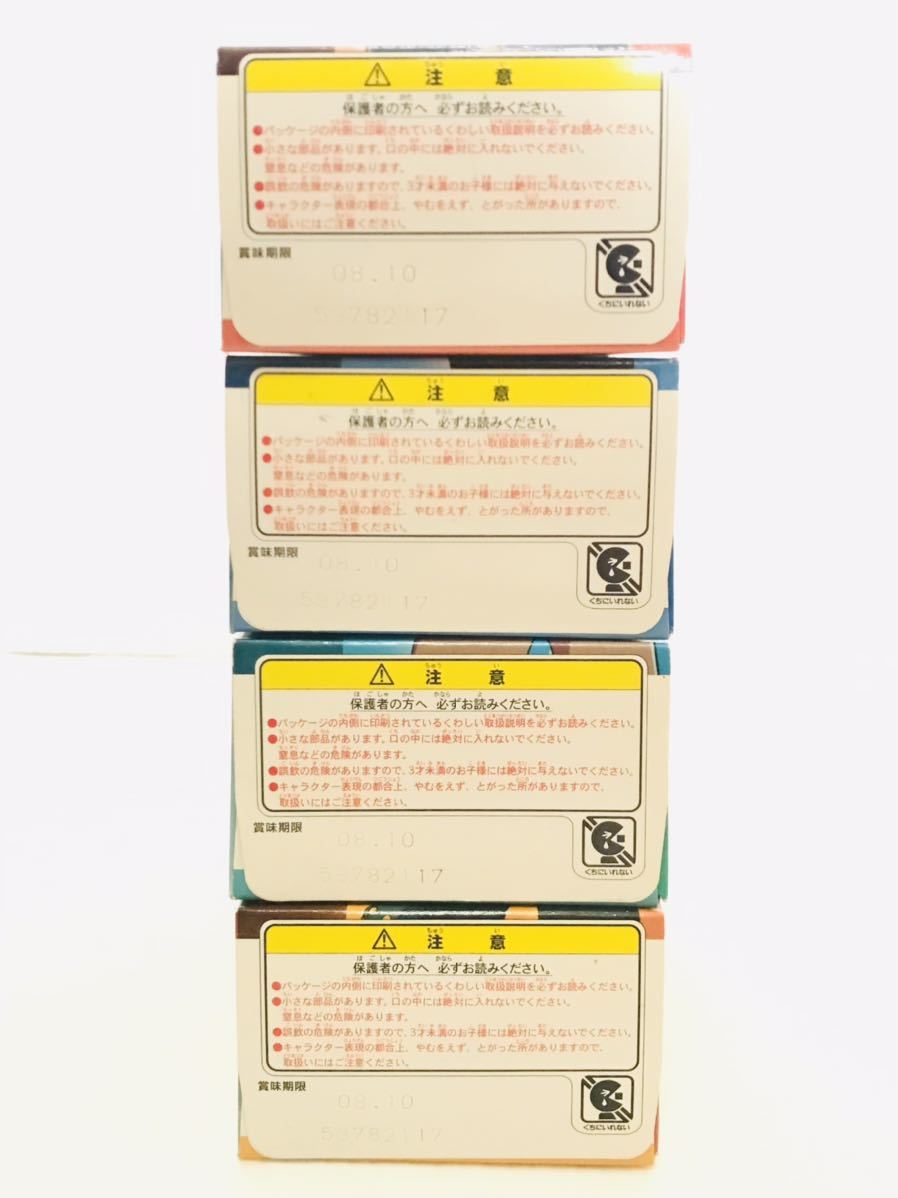 ⚠ 注意
保護者の方へ 必ずお読みください。
●パッケージの内側に印刷されているくわしい取扱説明を必ずお読みください。
●小さな部品があります。口の中には絶対に入れないでください。
窒息などの危険があります。
●誤飲の危険がありますので、3才未満のお子様には絶対に与えないでください。
●キャラクター表現の都合上、やむをえず、とがった所がありますので、
取扱いにはご注意ください。
賞味期限
08.10
53782117
くちにいれない
⚠ 注意
保護者の方へ 必ずお読みください。
●パッケージの内側に印刷されているくわしい取扱説明を必ずお読みください。
●小さな部品があります。口の中には絶対に入れないでください。
窒息などの危険があります。
●誤飲の危険がありますので、3才未満のお子様には絶対に与えないでください。
●キャラクター表現の都合上、やむをえず、とがった所がありますので、
取扱いにはご注意ください。
賞味期限
08.10
53782117
くちにいれない
⚠ 注意
保護者の方へ 必ずお読みください。
●パッケージの内側に印刷されているくわしい取扱説明を必ずお読みください。
●小さな部品があります。口の中には絶対に入れないでください。
窒息などの危険があります。
●誤飲の危険がありますので、3才未満のお子様には絶対に与えないでください。
●キャラクター表現の都合上、やむをえず、とがった所がありますので、
取扱いにはご注意ください。
賞味期限
08.10
53782117
くちにいれない
⚠ 注意
保護者の方へ 必ずお読みください。
●パッケージの内側に印刷されているくわしい取扱説明を必ずお読みください。
●小さな部品があります。口の中には絶対に入れないでください。
窒息などの危険があります。
●誤飲の危険がありますので、3才未満のお子様には絶対に与えないでください。
●キャラクター表現の都合上、やむをえず、とがった所がありますので、
取扱いにはご注意ください。
賞味期限
08.10
53782117
くちにいれない